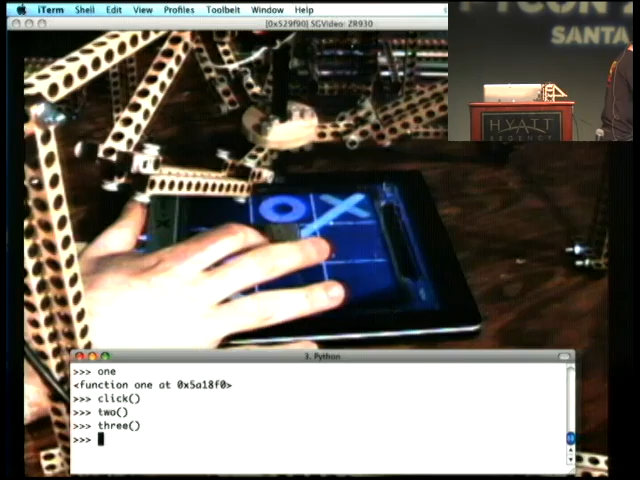 iTerm Shell Edit View Profiles Toolbelt Window Help
[0x529f90] SGVideo: ZR930
SANTA
HYATT
REGENCY
O X
3. Python
>>> one
<function one at 0x5a18f0>
>>> click()
>>> two()
>>> three()
>>>